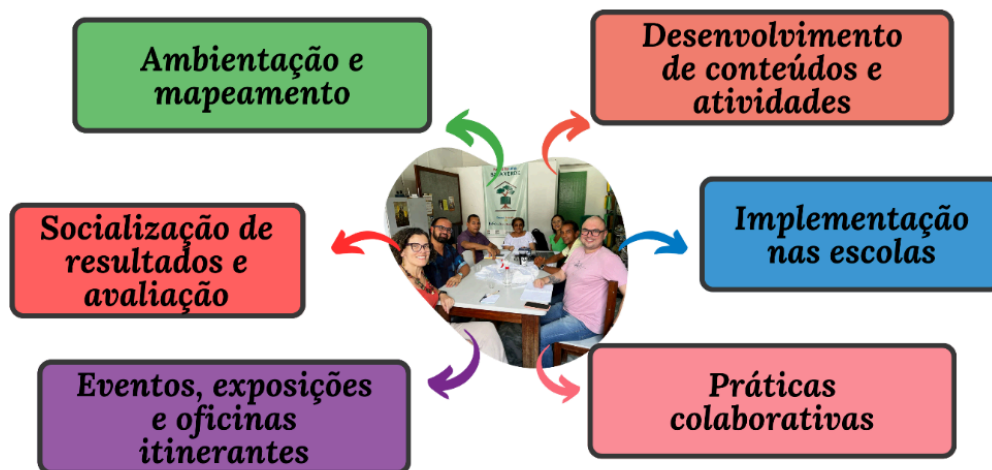 Ambientação e
mapeamento
Desenvolvimento
de conteúdos e
atividades
Socialização de
resultados e
avaliação
Implementação
nas escolas
Eventos, exposições
e oficinas
itinerantes
Práticas
colaborativas